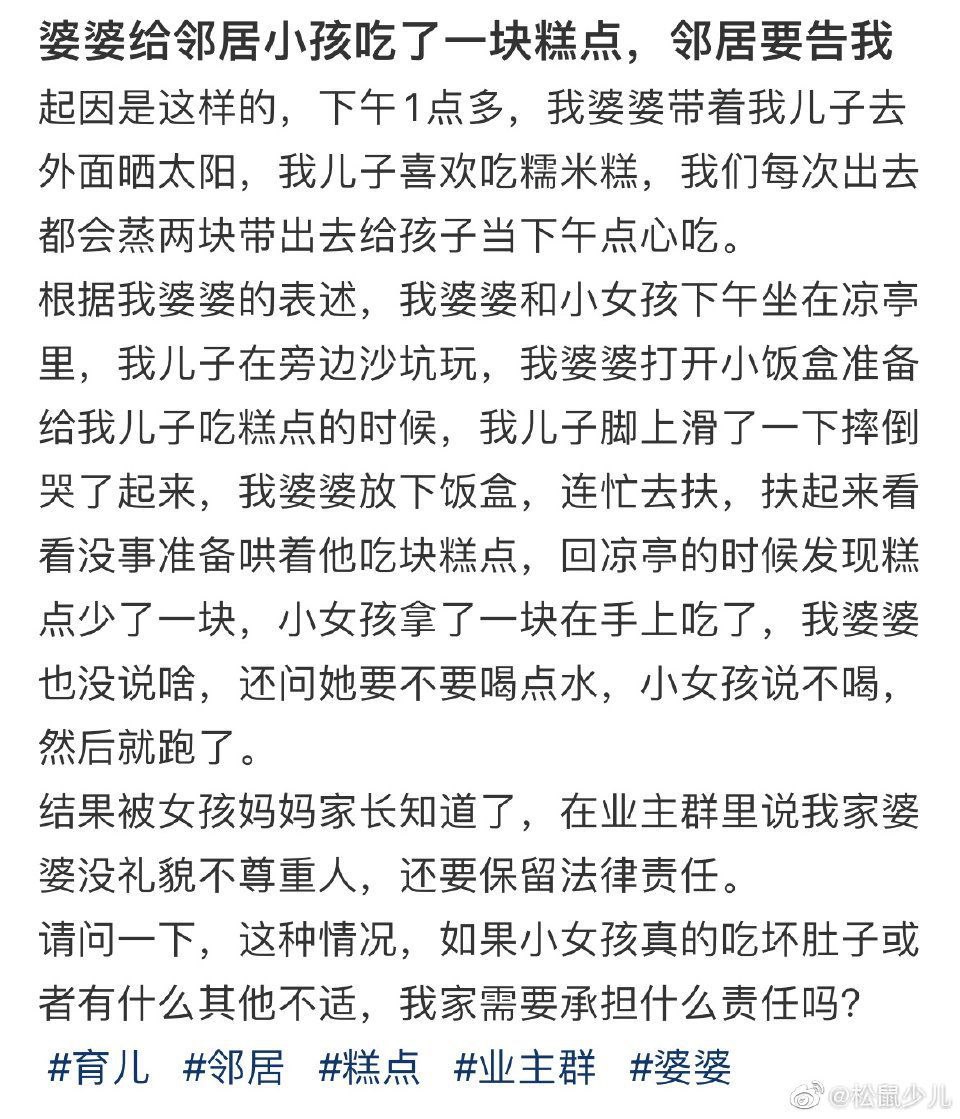 婆婆给邻居小孩吃了一块糕点，邻居要告我
起因是这样的，下午1点多，我婆婆带着我儿子去
外面晒太阳，我儿子喜欢吃糯米糕，我们每次出去
都会蒸两块带出去给孩子当下午点心吃。
根据我婆婆的表述，我婆婆和小女孩下午坐在凉亭
里，我儿子在旁边沙坑玩，我婆婆打开小饭盒准备
给我儿子吃糕点的时候，我儿子脚上滑了一下摔倒
哭了起来，我婆婆放下饭盒，连忙去扶，扶起来看
看没事准备哄着他吃块糕点，回凉亭的时候发现糕
点少了一块，小女孩拿了一块在手上吃了，我婆婆
也没说啥，还问她要不要喝点水，小女孩说不喝，
然后就跑了。
结果被女孩妈妈家长知道了，在业主群里说我家婆
婆没礼貌不尊重人，还要保留法律责任。
请问一下，这种情况，如果小女孩真的吃坏肚子或
者有什么其他不适，我家需要承担什么责任吗？
#育儿 #邻居 #糕点 #业主群 #婆婆
@松鼠少儿